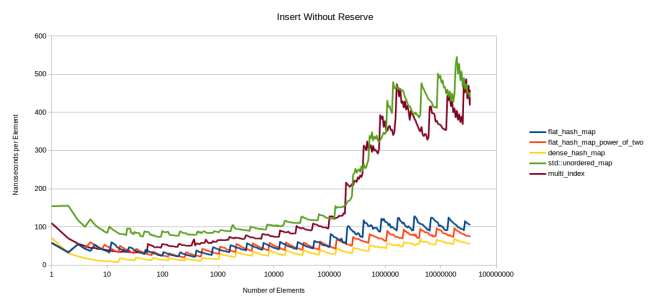 Insert Without Reserve
600
500
400
300
200
100
0
Nanoseconds per Element
1 10 100 1000 10000 100000 1000000 10000000 100000000
Number of Elements
flat_hash_map
flat_hash_map_power_of_two
dense_hash_map
std::unordered_map
multi_index